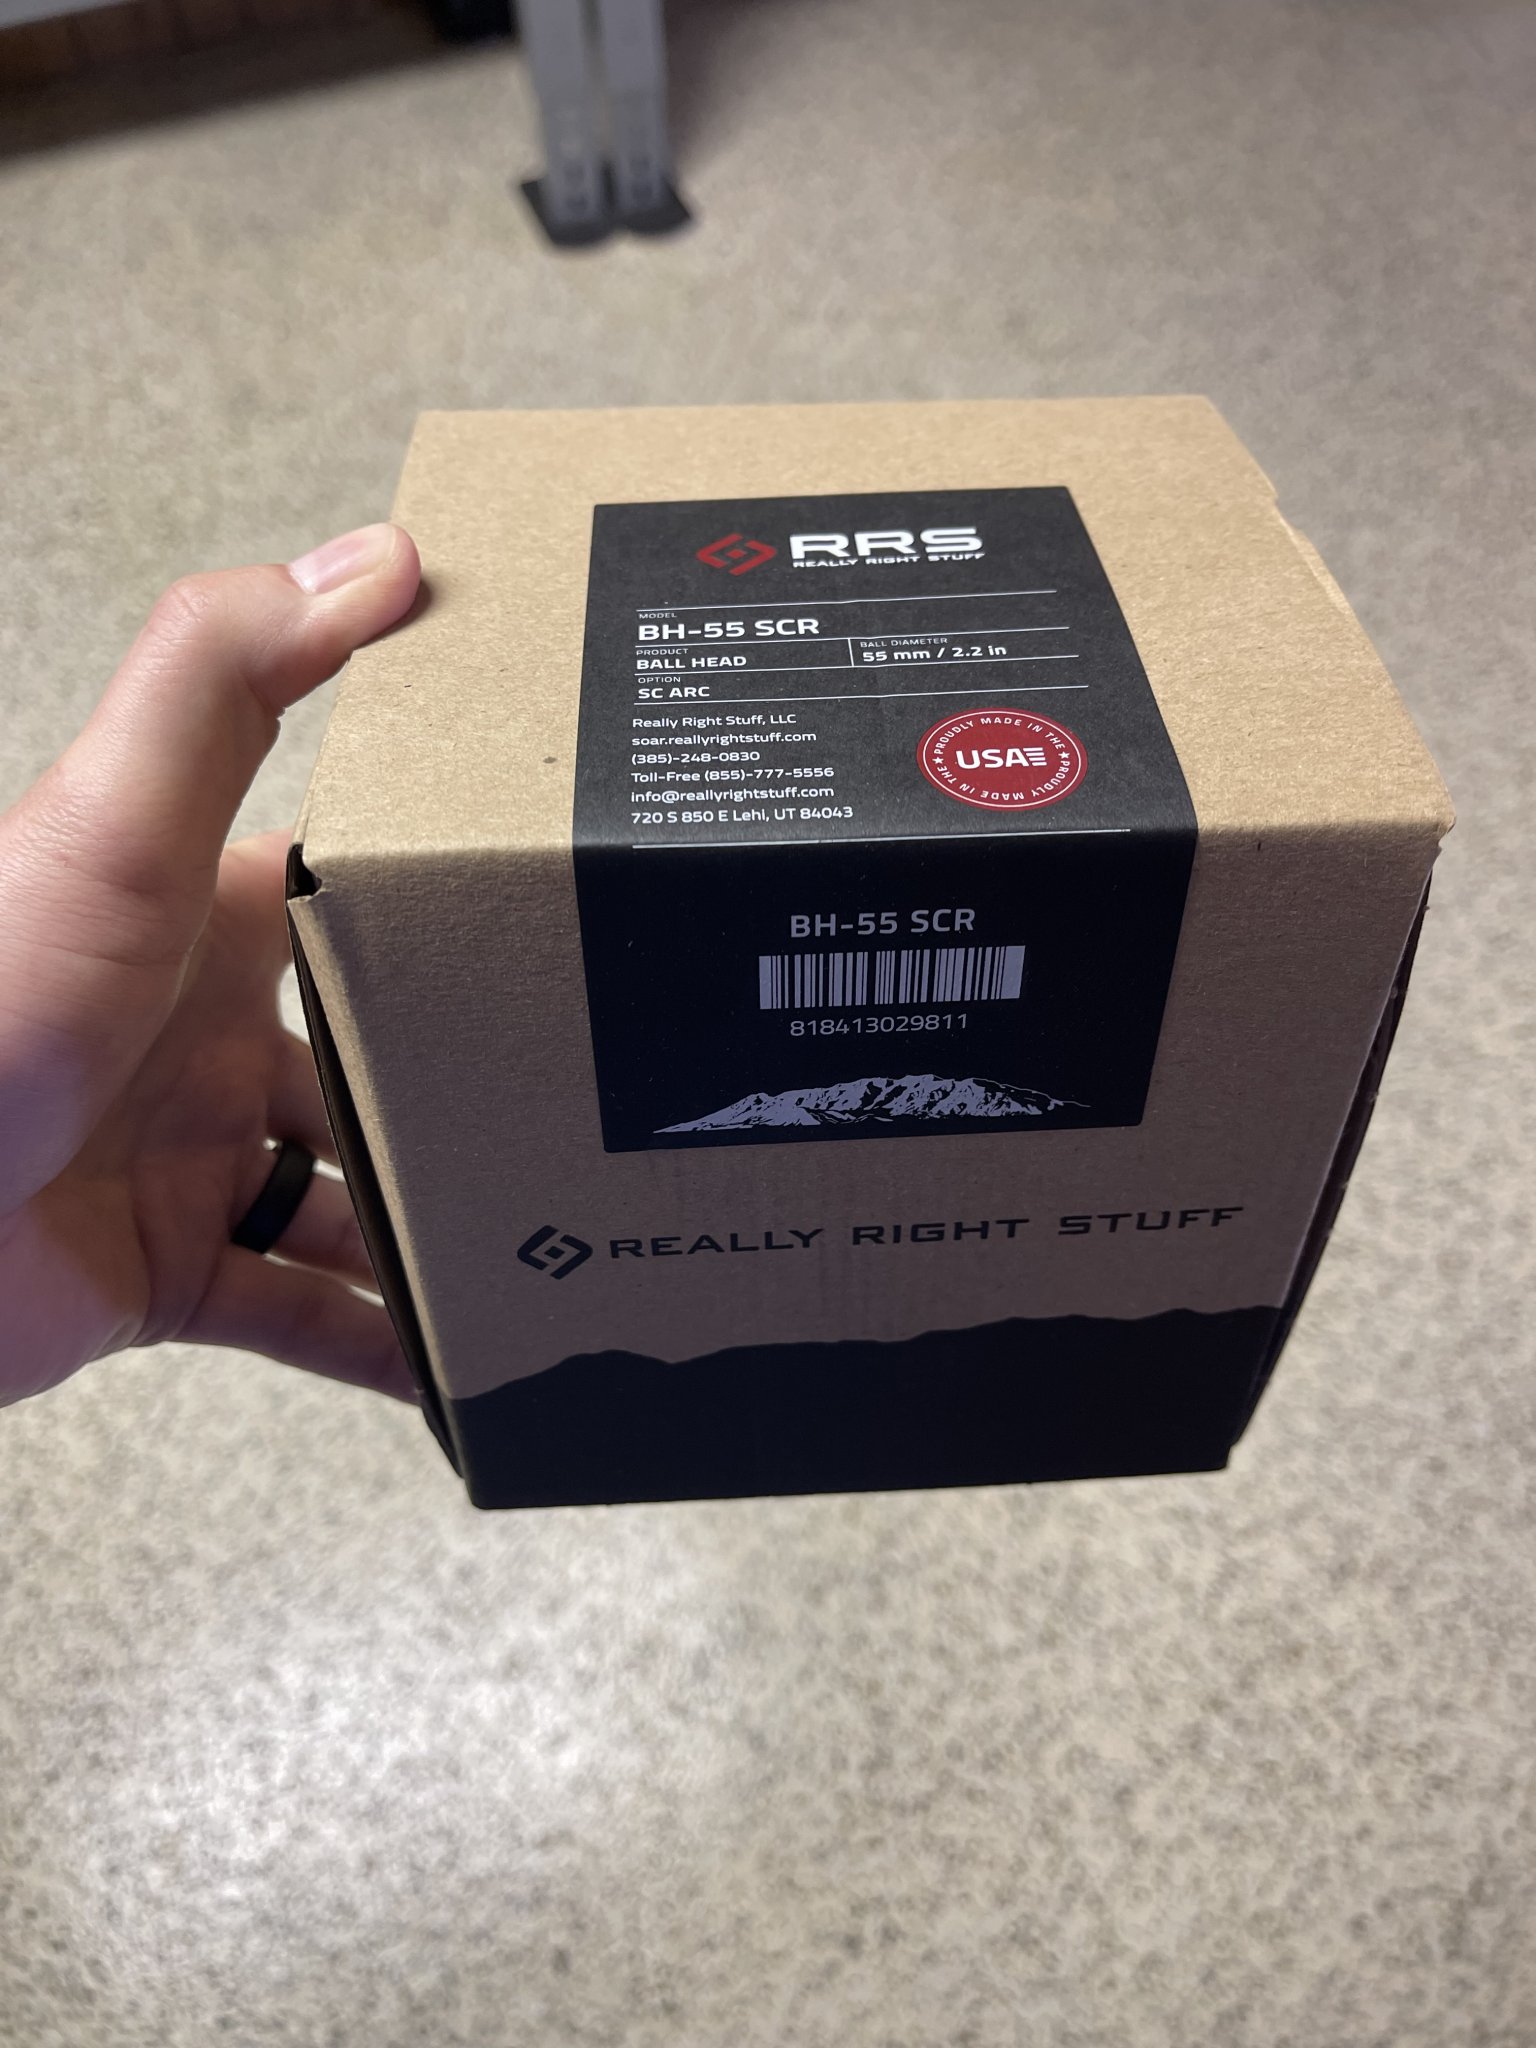 RRS
REALLY RIGHT STUFF
MODEL
BH-55 SCR
PRODUCT
BALL HEAD
BALL DIAMETER
55 mm / 2.2 in
OPTION
SC ARC
Really Right Stuff, LLC
soar.reallyrightstuff.com
(385)-248-0830
Toll-Free (855)-777-5556
info@reallyrightstuff.com
720 S 850 E Lehi, UT 84043
★ PROUDLY MADE IN THE ★ PROUDLY MADE IN THE
USA
BH-55 SCR
818413029811
REALLY RIGHT STUFF